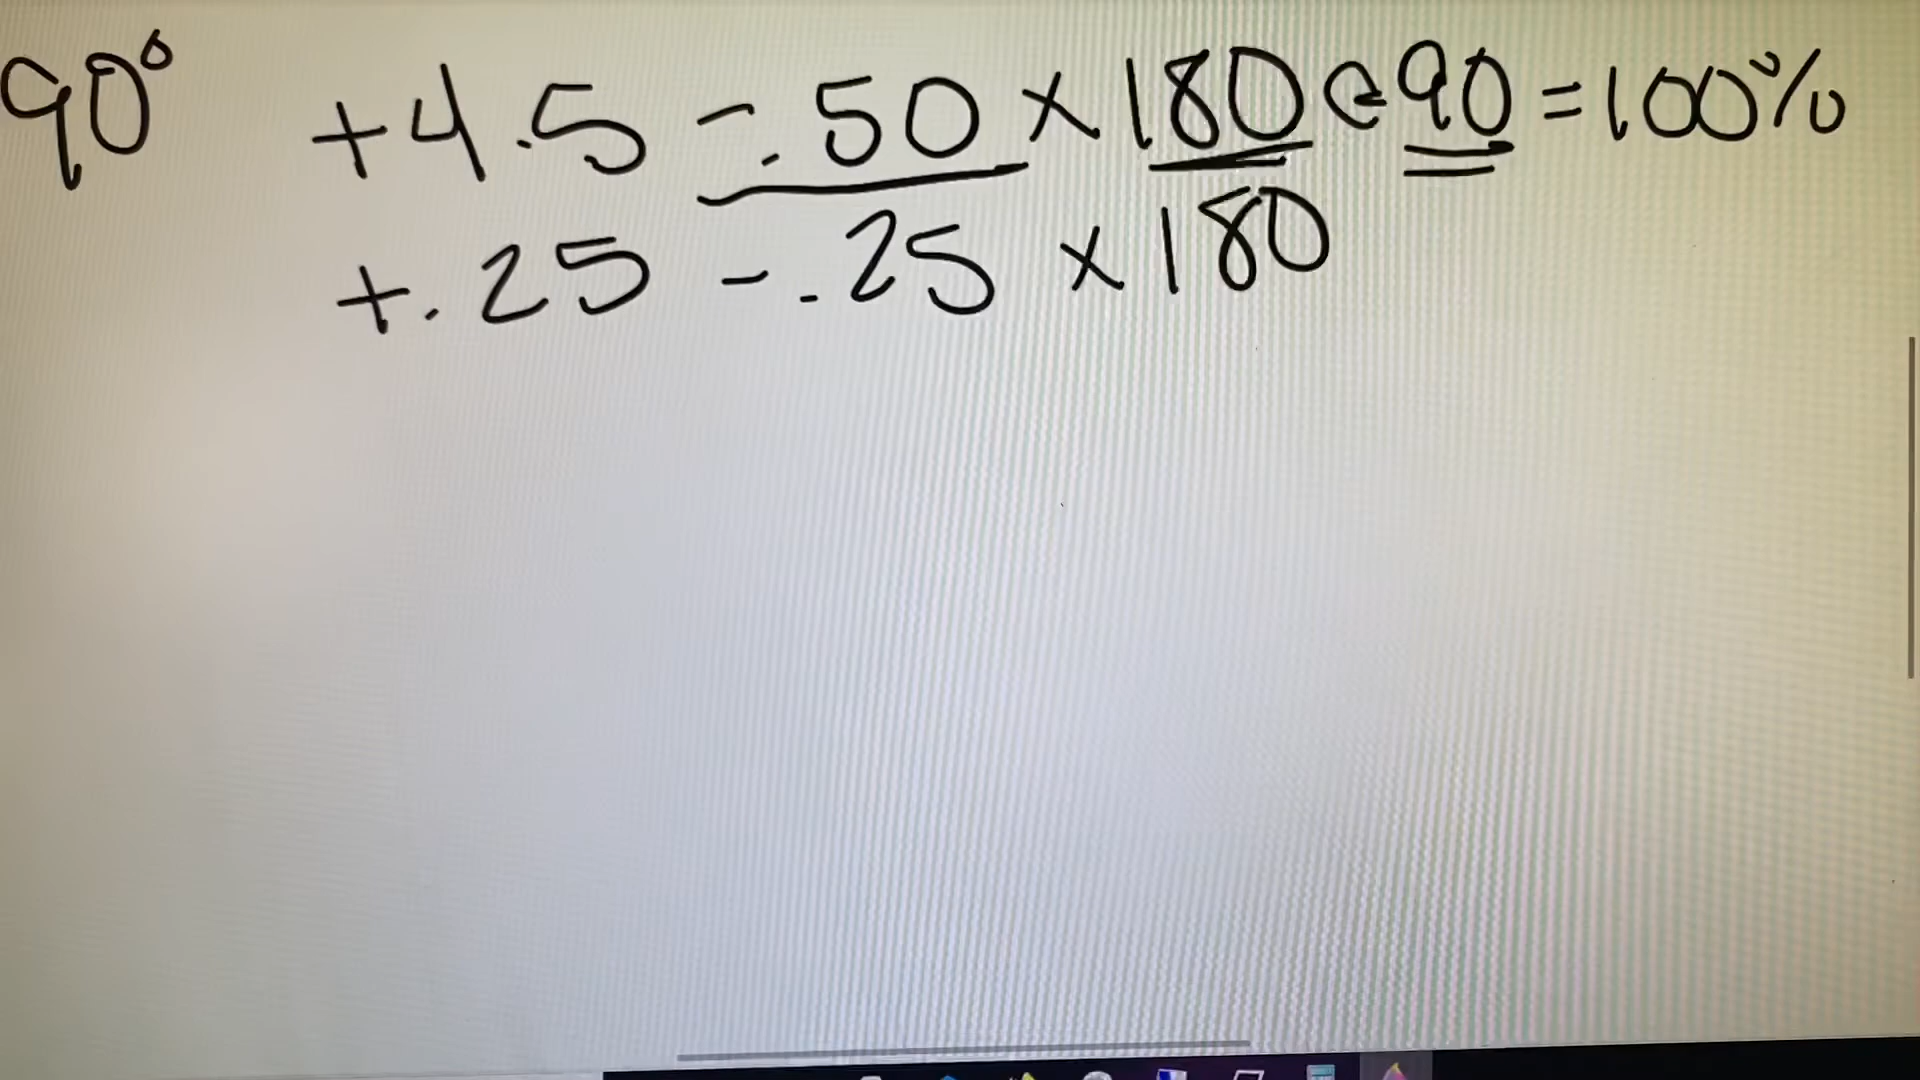 90° +4.5 -.50 x 180 @ 90 = 100%
+.25 -.25 x 180